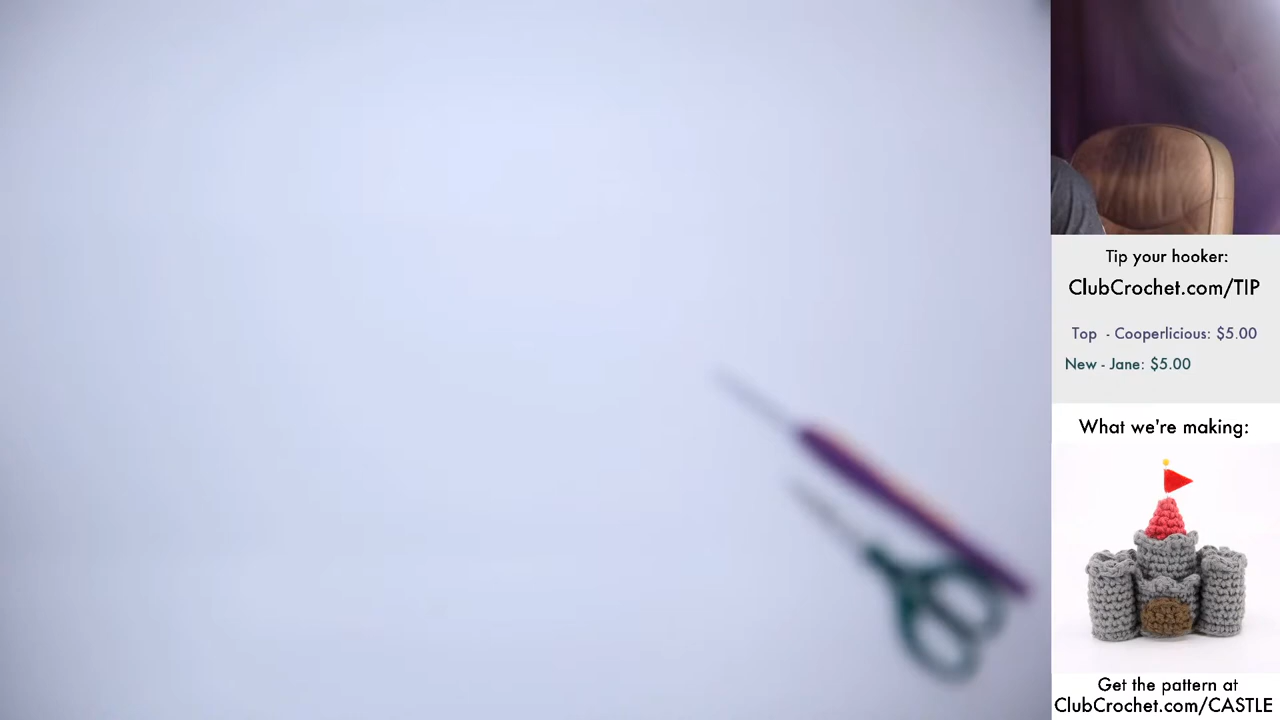 Tip your hooker:
ClubCrochet.com/TIP
Top - Cooperlicious: $5.00
New - Jane: $5.00
What we're making:
Get the pattern at
ClubCrochet.com/CASTLE